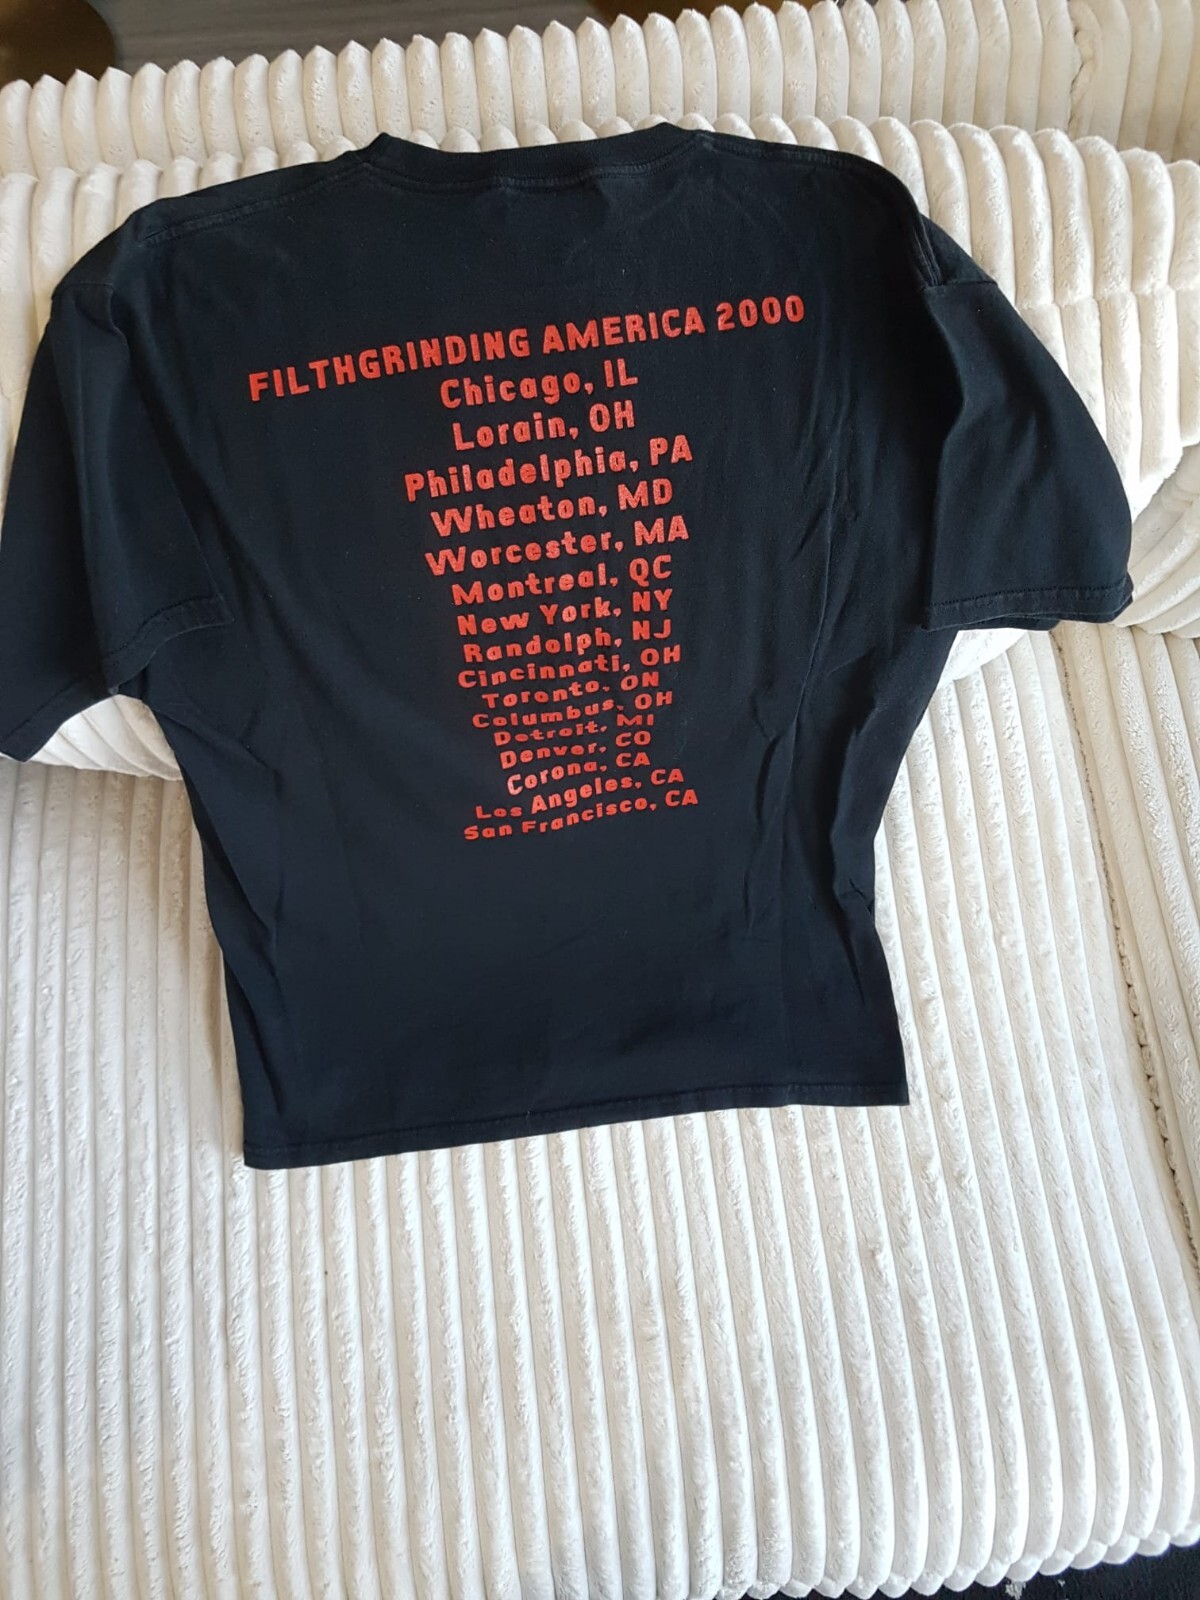 FILTHGRINDING AMERICA 2000
Chicago, IL
Lorain, OH
Philadelphia, PA
Wheaton, MD
Worcester, MA
Montreal, QC
New York, NY
Randolph, NJ
Cincinnati, OH
Toronto, ON
Columbus, OH
Detroit, MI
Denver, CO
Corona, CA
Los Angeles, CA
San Francisco, CA